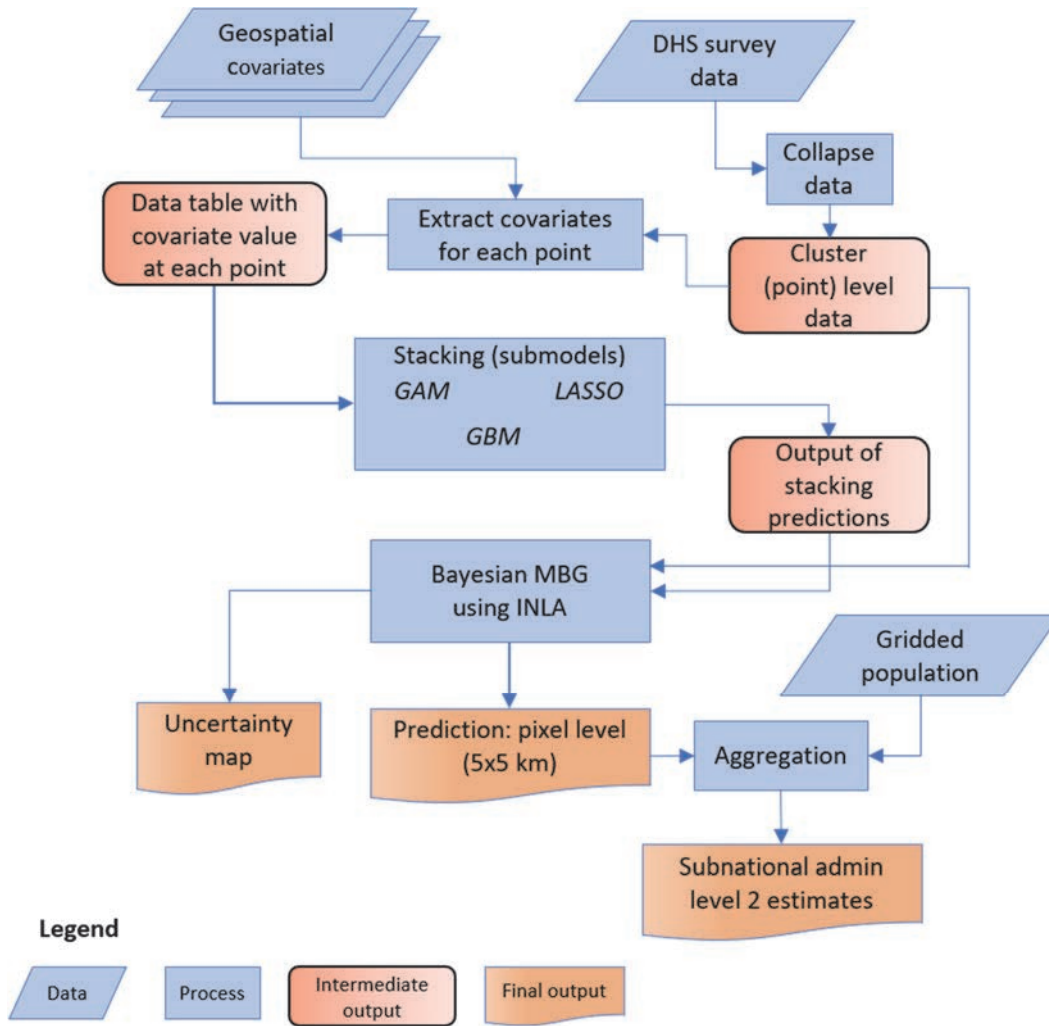 Geospatial
covariates
DHS survey
data
Collapse
data
Data table with
covariate value
at each point
Extract covariates
for each point
Cluster
(point) level
data
Stacking (submodels)
GAM LASSO
GBM
Output of
stacking
predictions
Bayesian MBG
using INLA
Gridded
population
Uncertainty
map
Prediction: pixel level
(5x5 km)
Aggregation
Subnational admin
level 2 estimates
Legend
Data
Process
Intermediate
output
Final output